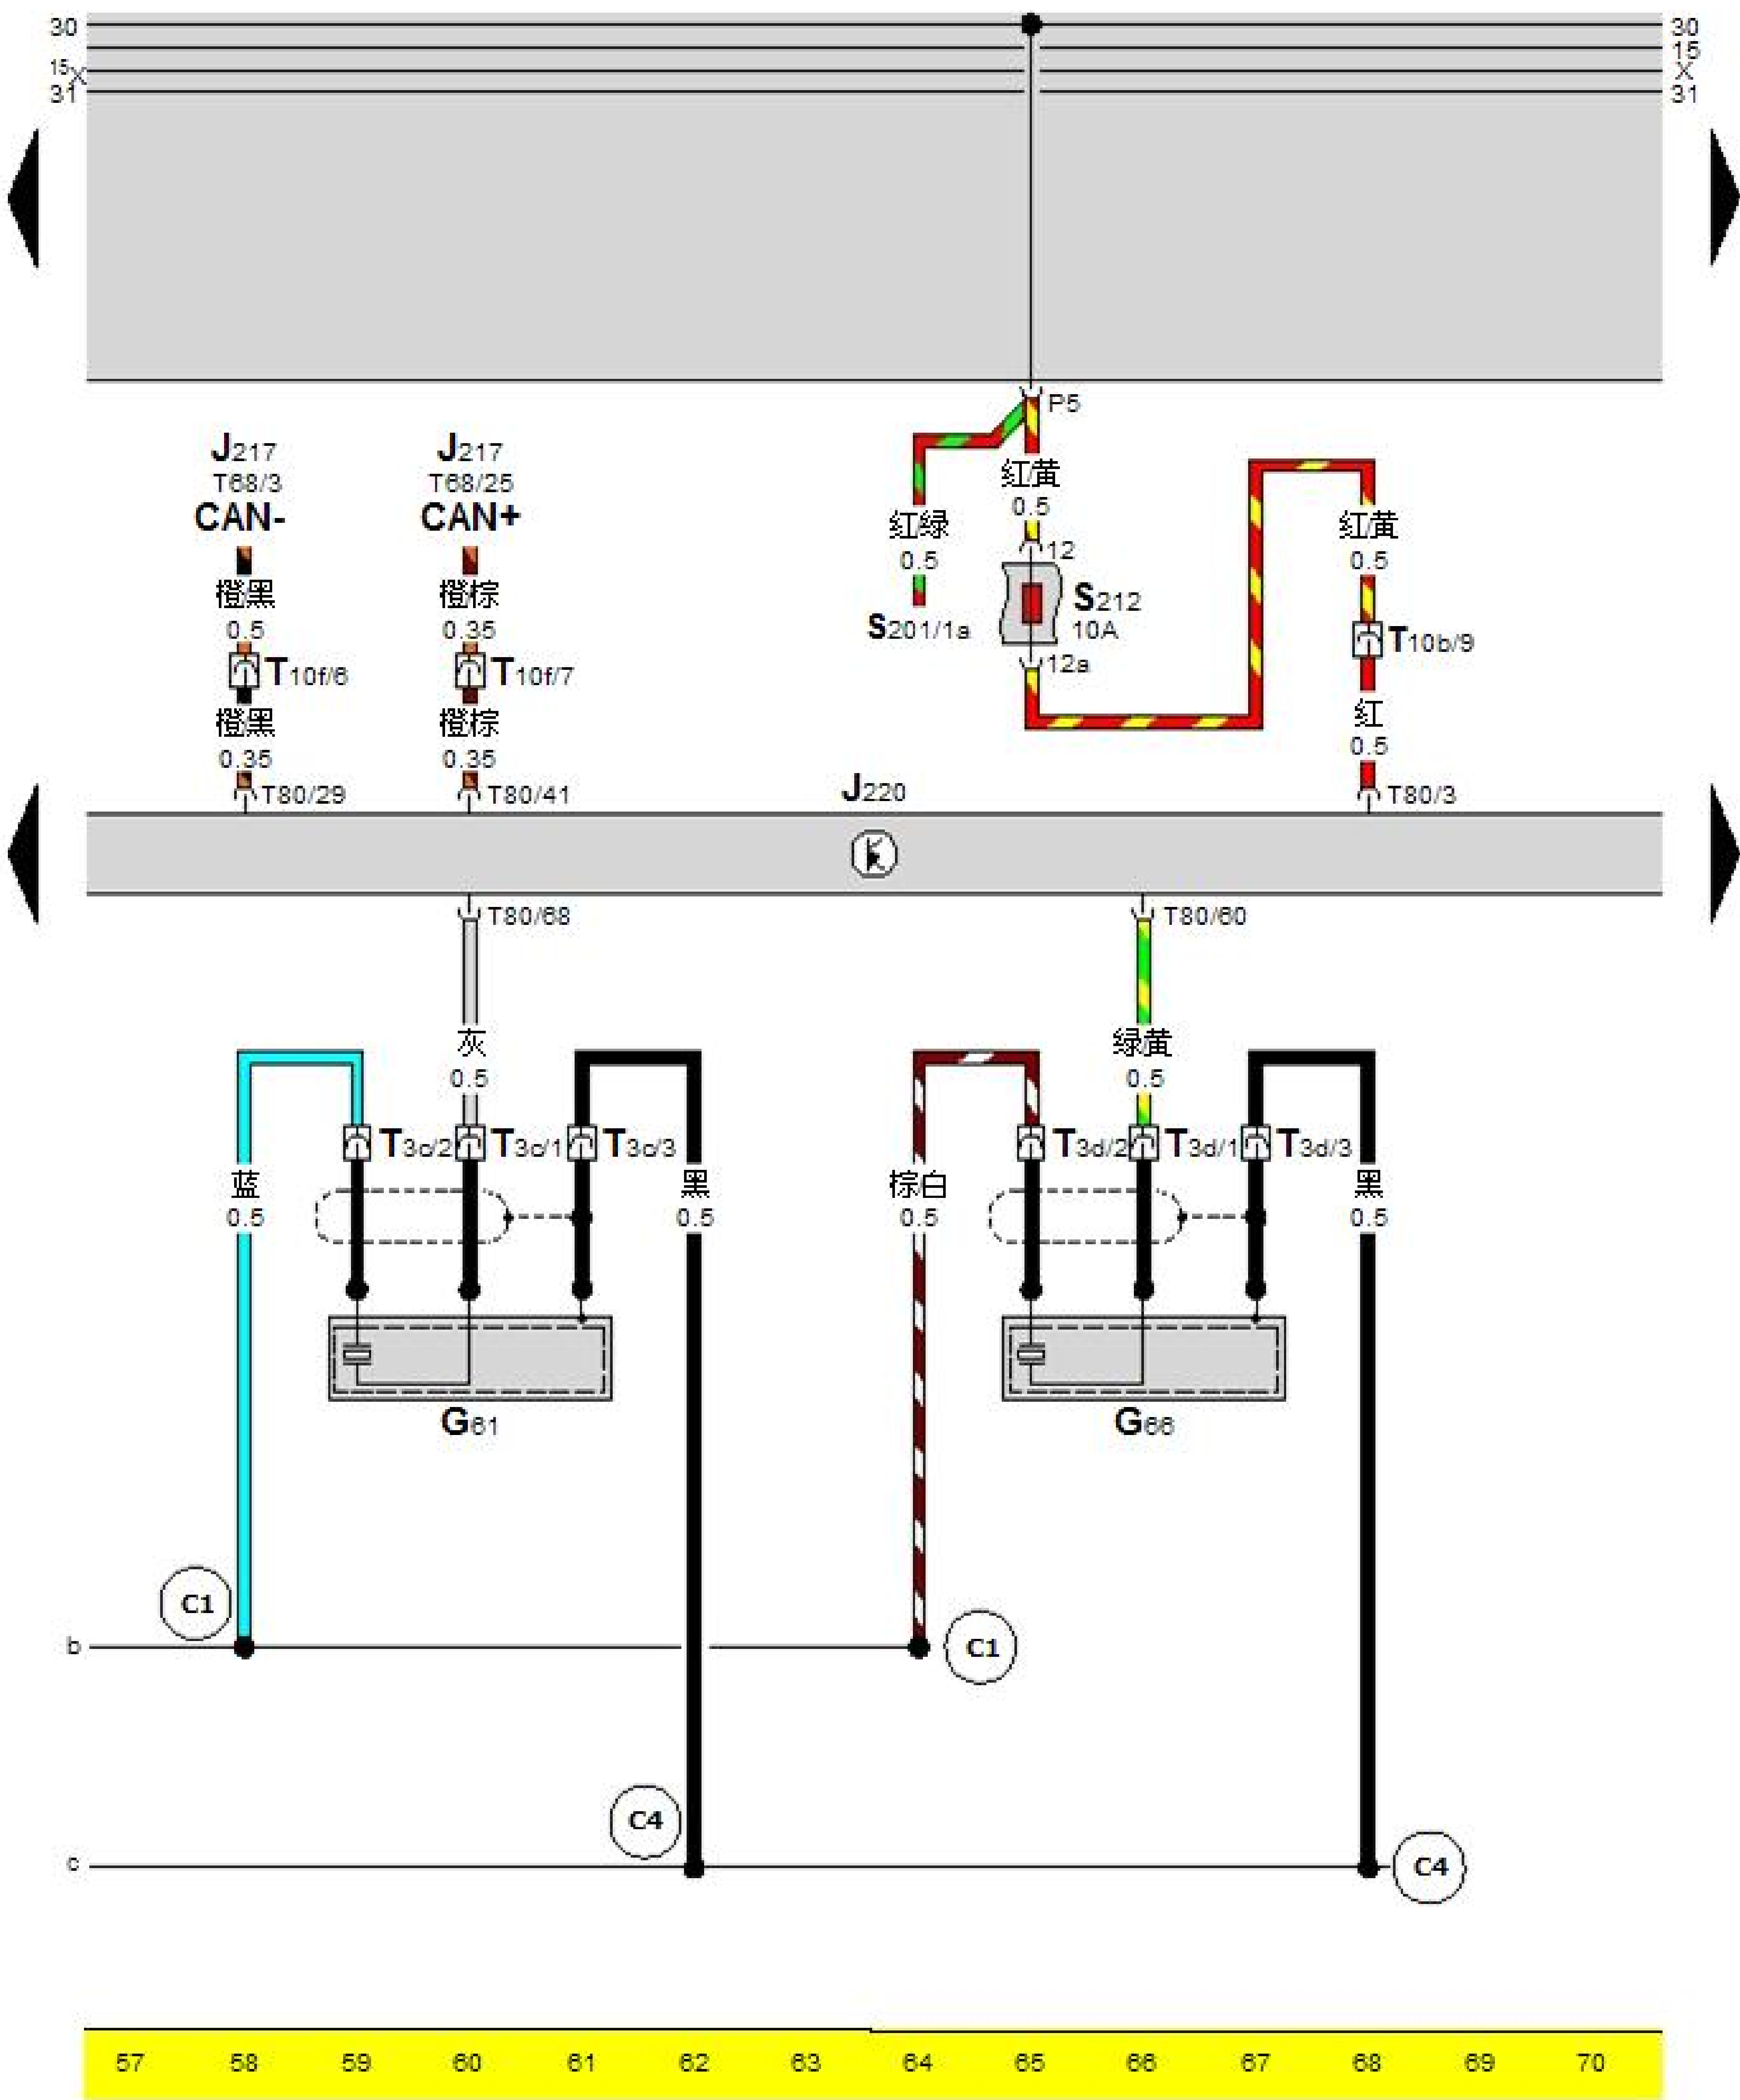 30
30
15
15
X
X
31
31
P5
J217
J217
T68/3
T68/25
CAN-
CAN+
红/黄
0.5
红/绿
0.5
红/黄
0.5
12
橙/黑
橙/棕
S212
0.5
0.35
S201/1a
10A
T10b/9
T10f/6
T10f/7
12a
橙/黑
橙/棕
红
0.35
0.35
0.5
T80/29
T80/41
J220
T80/3
T80/68
T80/60
灰
绿/黄
0.5
0.5
T3c/2
T3c/1
T3c/3
T3d/2
T3d/1
T3d/3
蓝
黑
棕/白
黑
0.5
0.5
0.5
0.5
G61
G66
C1
b
C1
C4
c
C4
57 58 59 60 61 62 63 64 65 66 67 68 69 70